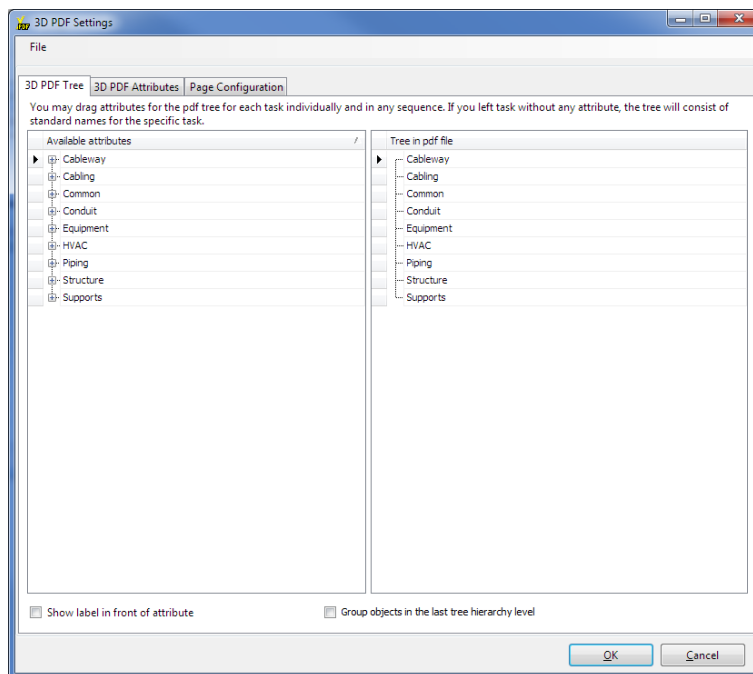 3D PDF Settings
File
3D PDF Tree 3D PDF Attributes Page Configuration
You may drag attributes for the pdf tree for each task individually and in any sequence. If you left task without any attribute, the tree will consist of
standard names for the specific task.
Available attributes / Tree in pdf file
Cableway Cableway
Cabling Cabling
Common Common
Conduit Conduit
Equipment Equipment
HVAC HVAC
Piping Piping
Structure Structure
Supports Supports
Show label in front of attribute Group objects in the last tree hierarchy level
OK Cancel